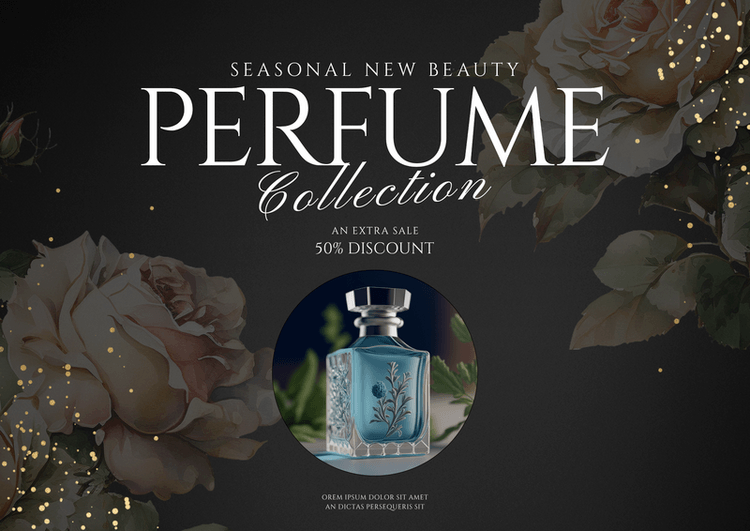 SEASONAL NEW BEAUTY
PERFUME
Collection
AN EXTRA SALE
50% DISCOUNT
OREM IPSUM DOLOR SIT AMET
AN DICTAS PERSEQUERIS SIT